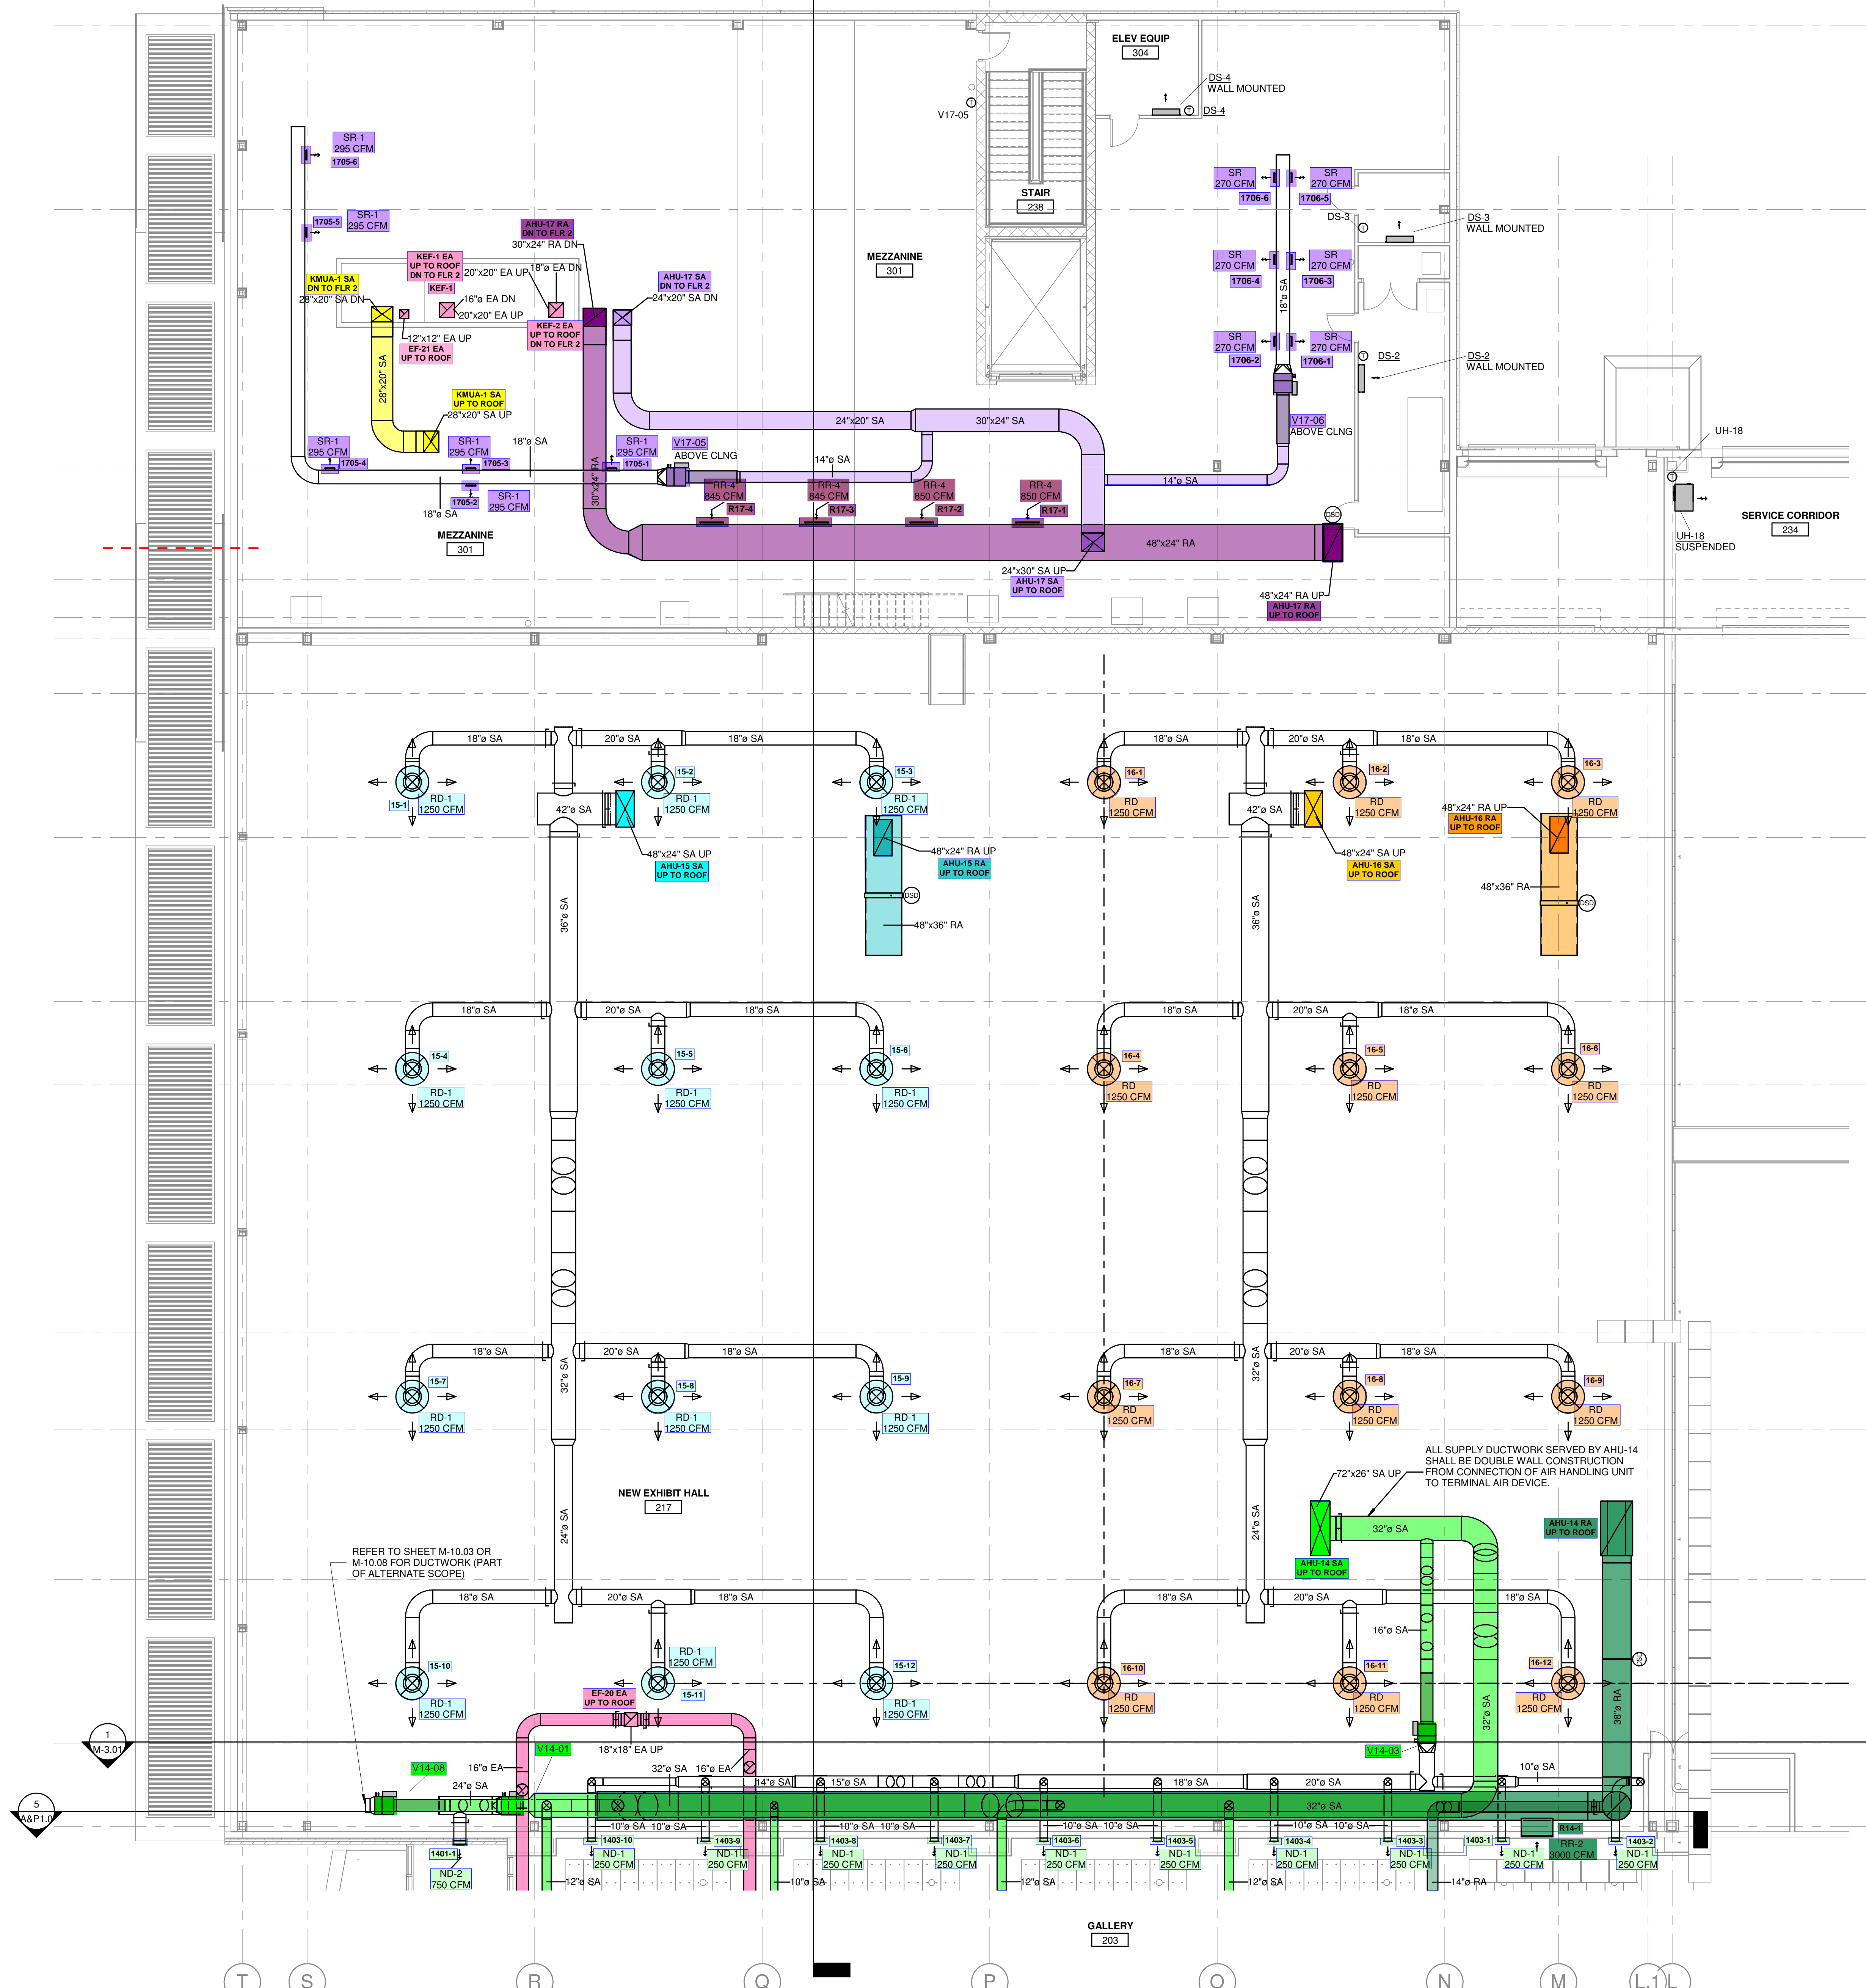 ELEV EQUIP
304
DS-4
WALL MOUNTED
DS-4
T
T
V17-05
SR-1
295 CFM
1705-6
STAIR
238
SR
270 CFM
1706-6
SR
270 CFM
1706-5
1705-5
SR-1
295 CFM
AHU-17 RA
DN TO FLR 2
30"x24" RA DN
DS-3
T
DS-3
WALL MOUNTED
KEF-1 EA
UP TO ROOF
DN TO FLR 2
KEF-1
20"x20" EA UP
18"ø EA DN
MEZZANINE
301
SR
270 CFM
1706-4
SR
270 CFM
1706-3
18"ø SA
KMUA-1 SA
DN TO FLR 2
28"x20" SA DN
AHU-17 SA
DN TO FLR 2
24"x20" SA DN
16"ø EA DN
20"x20" EA UP
KEF-2 EA
UP TO ROOF
DN TO FLR 2
12"x12" EA UP
EF-21 EA
UP TO ROOF
SR
270 CFM
1706-2
SR
270 CFM
1706-1
T
DS-2
DS-2
WALL MOUNTED
28"x20" SA
KMUA-1 SA
UP TO ROOF
28"x20" SA UP
24"x20" SA
30"x24" SA
V17-06
ABOVE CLNG
UH-18
T
SR-1
295 CFM
1705-4
SR-1
295 CFM
1705-3
18"ø SA
SR-1
295 CFM
1705-1
V17-05
ABOVE CLNG
14"ø SA
14"ø SA
30"x24" RA
1705-2
SR-1
295 CFM
18"ø SA
RR-4
845 CFM
R17-4
RR-4
845 CFM
R17-3
RR-4
850 CFM
R17-2
RR-4
850 CFM
R17-1
DSD
SERVICE CORRIDOR
234
UH-18
SUSPENDED
MEZZANINE
301
48"x24" RA
24"x30" SA UP
AHU-17 SA
UP TO ROOF
48"x24" RA UP
AHU-17 RA
UP TO ROOF
18"ø SA
20"ø SA
18"ø SA
18"ø SA
20"ø SA
18"ø SA
15-1
RD-1
1250 CFM
15-2
RD-1
1250 CFM
15-3
RD-1
1250 CFM
16-1
RD
1250 CFM
16-2
RD
1250 CFM
16-3
RD
1250 CFM
42"ø SA
42"ø SA
48"x24" SA UP
AHU-15 SA
UP TO ROOF
48"x24" RA UP
AHU-15 RA
UP TO ROOF
48"x24" SA UP
AHU-16 SA
UP TO ROOF
48"x24" RA UP
AHU-16 RA
UP TO ROOF
36"ø SA
DSD
48"x36" RA
36"ø SA
48"x36" RA
DSD
18"ø SA
20"ø SA
18"ø SA
18"ø SA
20"ø SA
18"ø SA
15-4
RD-1
1250 CFM
15-5
RD-1
1250 CFM
15-6
RD-1
1250 CFM
16-4
RD
1250 CFM
16-5
RD
1250 CFM
16-6
RD
1250 CFM
18"ø SA
20"ø SA
18"ø SA
18"ø SA
20"ø SA
18"ø SA
32"ø SA
32"ø SA
15-7
RD-1
1250 CFM
15-8
RD-1
1250 CFM
15-9
RD-1
1250 CFM
16-7
RD
1250 CFM
16-8
RD
1250 CFM
16-9
RD
1250 CFM
ALL SUPPLY DUCTWORK SERVED BY AHU-14
SHALL BE DOUBLE WALL CONSTRUCTION
FROM CONNECTION OF AIR HANDLING UNIT
TO TERMINAL AIR DEVICE.
72"x26" SA UP
NEW EXHIBIT HALL
217
24"ø SA
24"ø SA
32"ø SA
AHU-14 RA
UP TO ROOF
AHU-14 SA
UP TO ROOF
REFER TO SHEET M-10.03 OR
M-10.08 FOR DUCTWORK (PART
OF ALTERNATE SCOPE)
18"ø SA
20"ø SA
18"ø SA
18"ø SA
20"ø SA
18"ø SA
16"ø SA
15-10
RD-1
1250 CFM
RD-1
1250 CFM
15-11
15-12
RD-1
1250 CFM
16-10
RD
1250 CFM
16-11
RD
1250 CFM
16-12
RD
1250 CFM
DSD
EF-20 EA
UP TO ROOF
32"ø SA
38"ø RA
1
M-3.01
V14-01
18"x18" EA UP
V14-03
V14-08
16"ø EA
32"ø SA
16"ø EA
24"ø SA
14"ø SA
15"ø SA
18"ø SA
20"ø SA
10"ø SA
5
A&P1.0
32"ø SA
10"ø SA
10"ø SA
10"ø SA
10"ø SA
10"ø SA
10"ø SA
10"ø SA
10"ø SA
R14-1
1401-1
ND-2
750 CFM
1403-10
ND-1
250 CFM
1403-9
ND-1
250 CFM
1403-8
ND-1
250 CFM
1403-7
ND-1
250 CFM
1403-6
ND-1
250 CFM
1403-5
ND-1
250 CFM
1403-4
ND-1
250 CFM
1403-3
ND-1
250 CFM
1403-1
ND-1
250 CFM
RR-2
3000 CFM
1403-2
ND-1
250 CFM
12"ø SA
10"ø SA
12"ø SA
12"ø SA
14"ø RA
GALLERY
203
T
S
R
Q
P
O
N
M
L.1
L